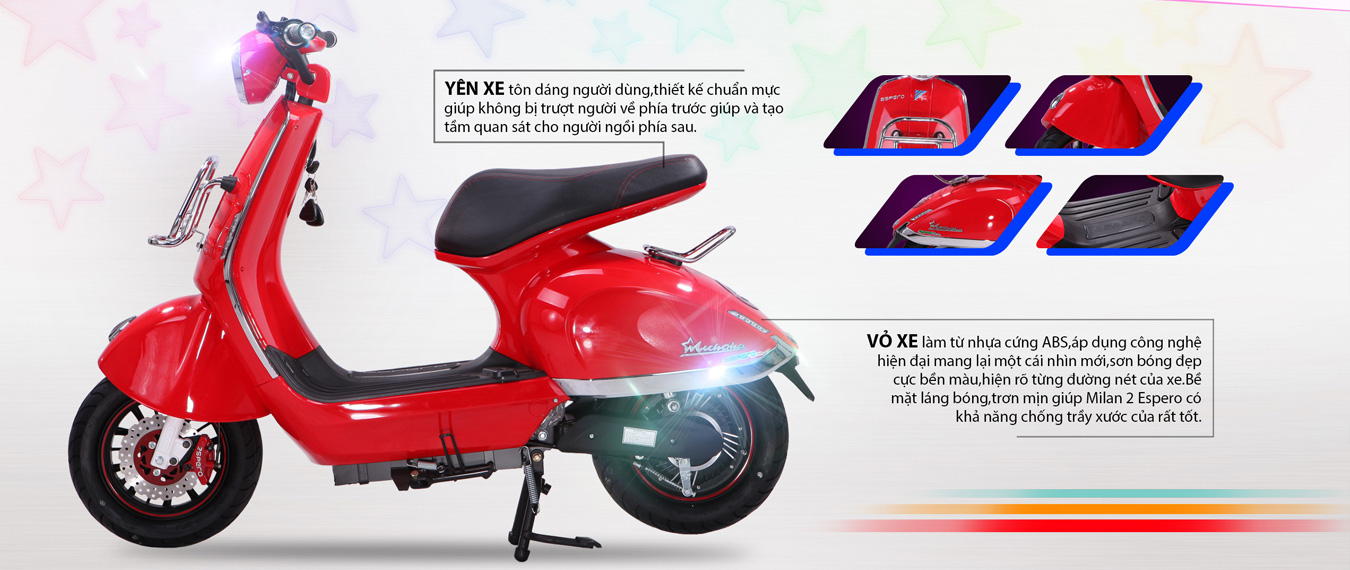 YÊN XE tôn dáng người dùng,thiết kế chuẩn mực
giúp không bị trượt người về phía trước giúp và tạo
tầm quan sát cho người ngồi phía sau.
espero
VỎ XE làm từ nhựa cứng ABS,áp dụng công nghệ
hiện đại mang lại một cái nhìn mới,sơn bóng đẹp
cực bền màu,hiện rõ từng đường nét của xe.Bề
mặt láng bóng,trơn mịn giúp Milan 2 Espero có
khả năng chống trầy xước của rất tốt.